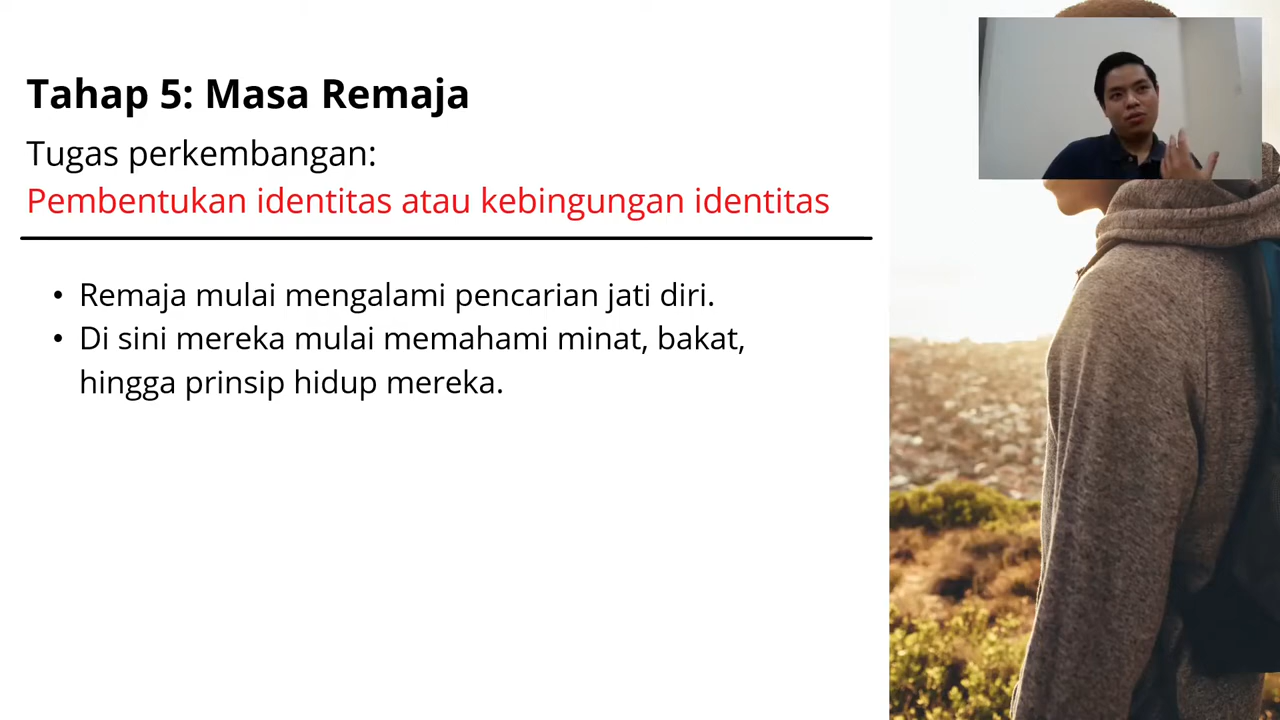 Tahap 5: Masa Remaja
Tugas perkembangan:
Pembentukan identitas atau kebingungan identitas
• Remaja mulai mengalami pencarian jati diri.
• Di sini mereka mulai memahami minat, bakat,
hingga prinsip hidup mereka.